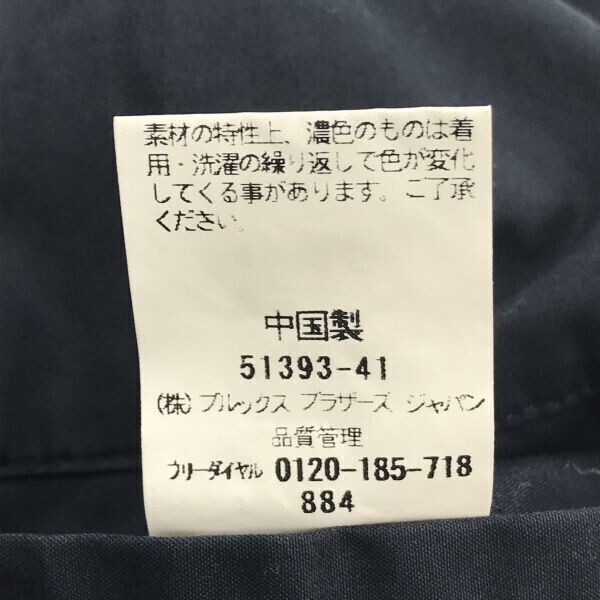 素材の特性上、濃色のものは着
用・洗濯の繰り返しで色が変化
してくる事があります。ご了承
ください。
中国製
51393-41
(株) ブルックス ブラザーズ ジャパン
品質管理
フリーダイヤル 0120-185-718
884